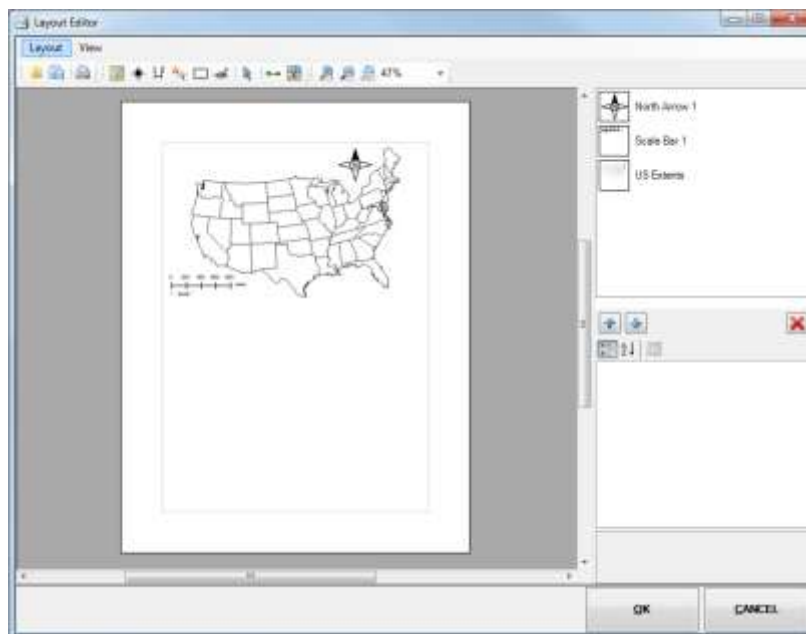 Layout Editor
Layout View
47%
North Arrow 1
Scale Bar 1
US Extents
OK CANCEL